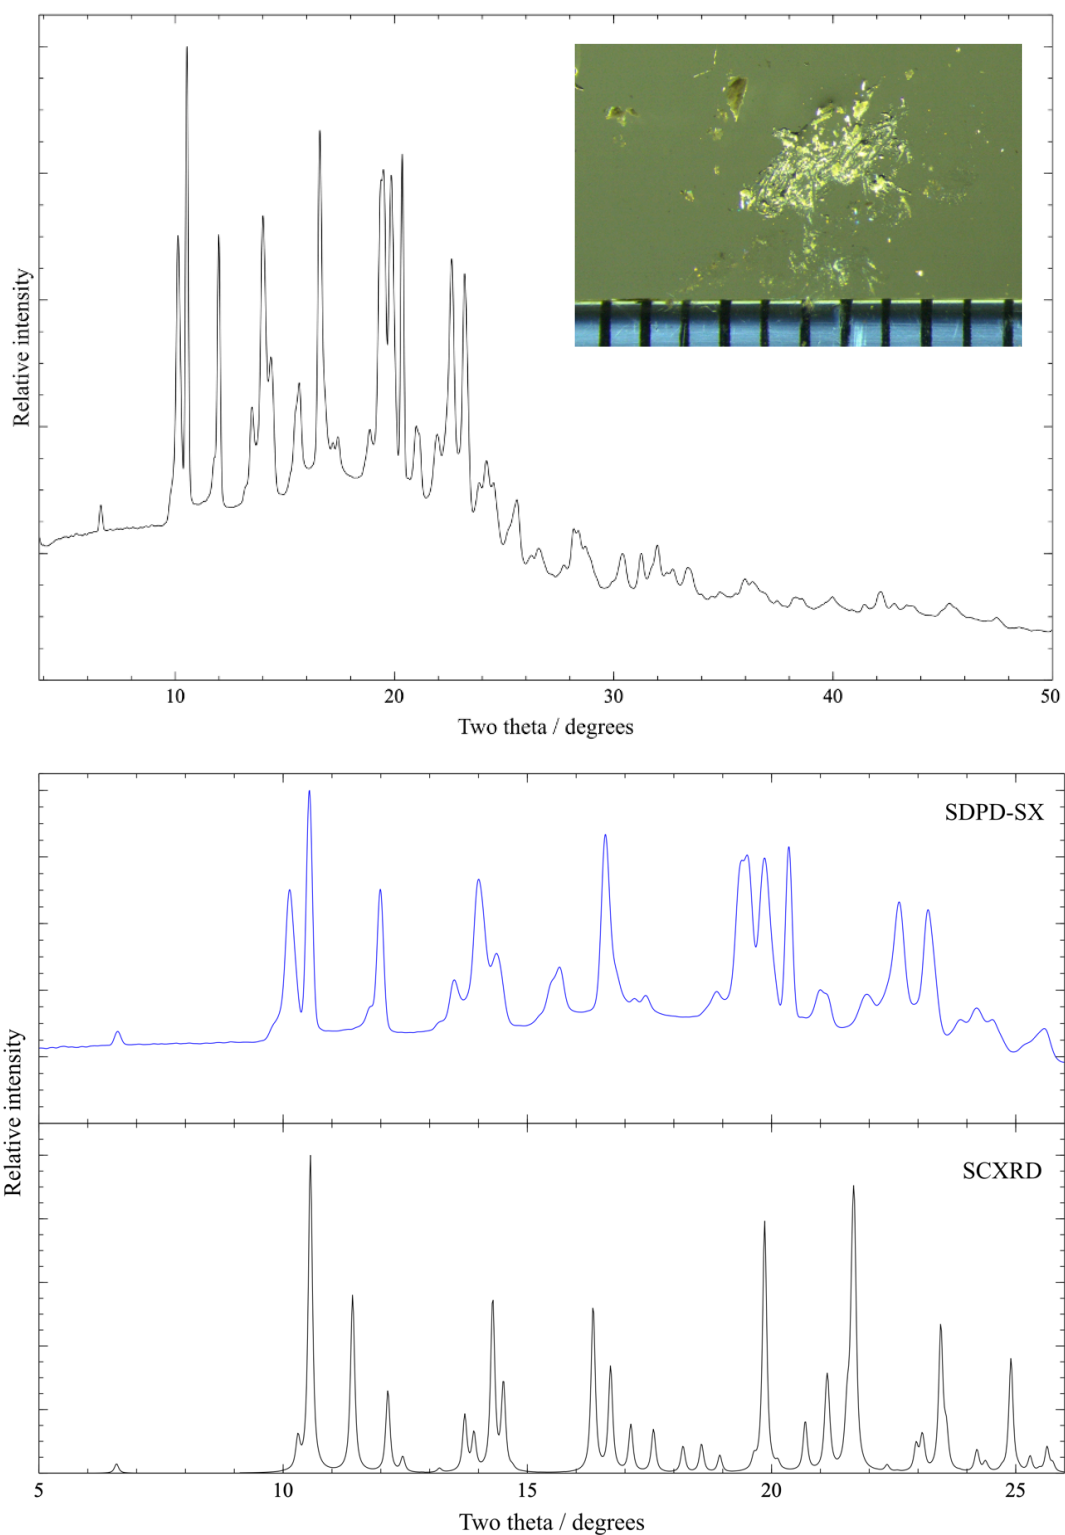 Relative intensity
10 20 30 40 50
Two theta / degrees
SDPD-SX
Relative intensity
SCXRD
5 10 15 20 25
Two theta / degrees